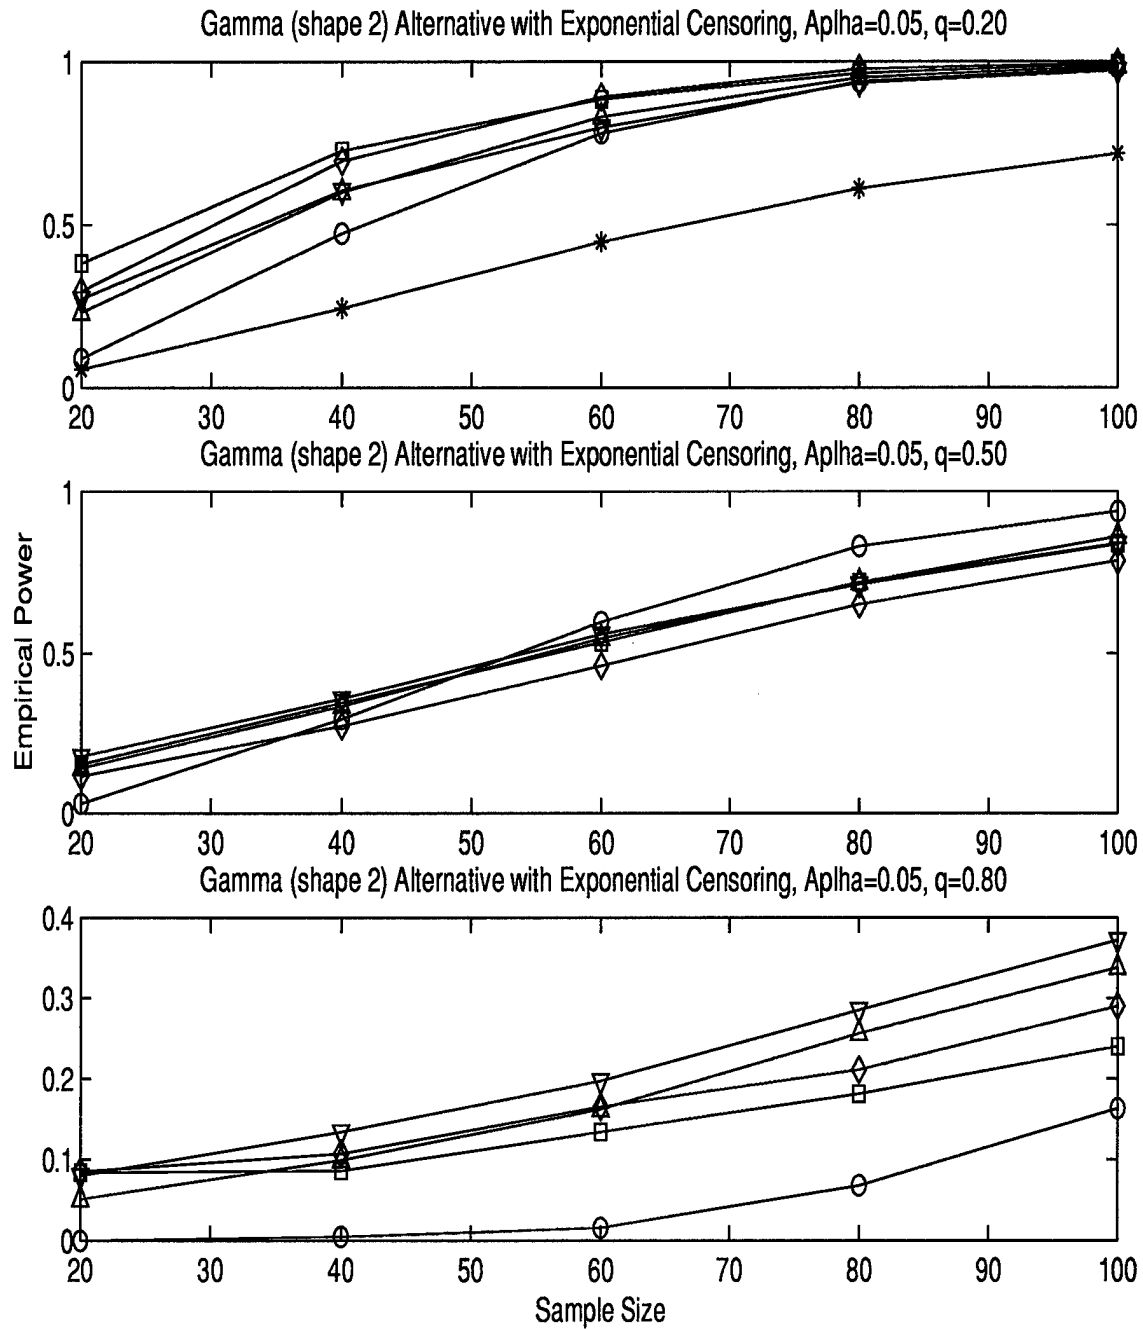 Gamma (shape 2) Alternative with Exponential Censoring, Aplha=0.05, q=0.20
1
0.5
0
20 30 40 50 60 70 80 90 100
Gamma (shape 2) Alternative with Exponential Censoring, Aplha=0.05, q=0.50
1
0.5
0
20 30 40 50 60 70 80 90 100
Empirical Power
Gamma (shape 2) Alternative with Exponential Censoring, Aplha=0.05, q=0.80
0.4
0.3
0.2
0.1
0
20 30 40 50 60 70 80 90 100
Sample Size